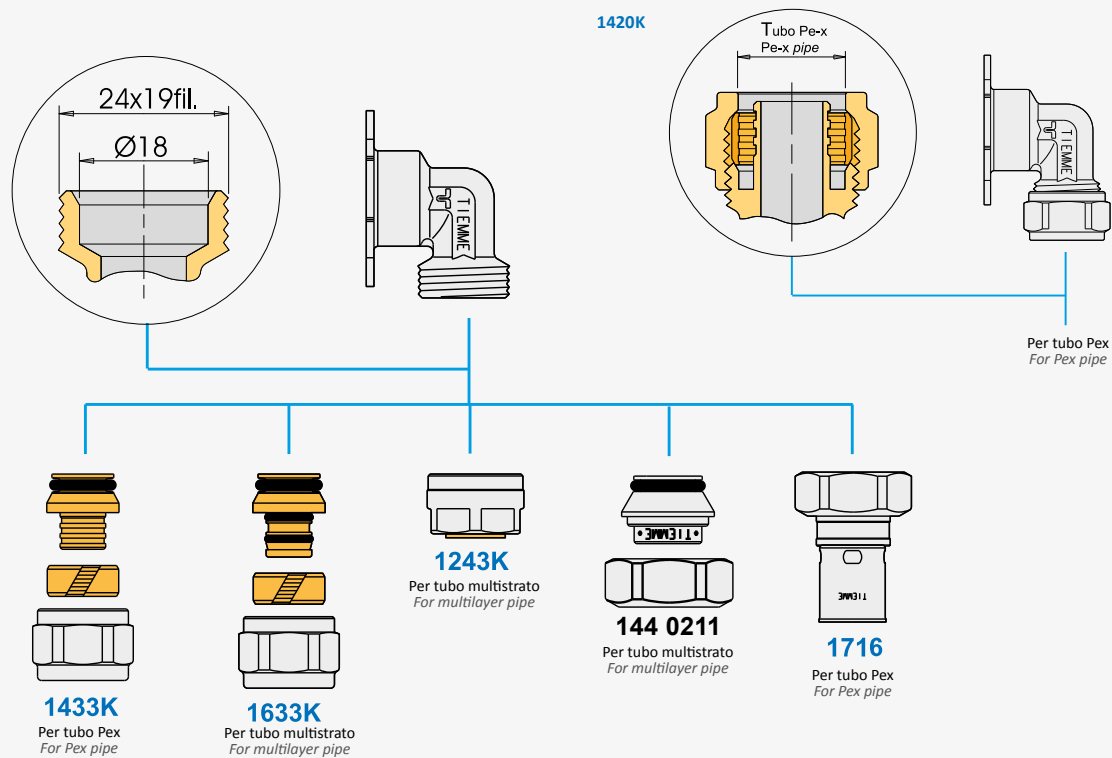 1420K
Tubo Pe-x
Pe-x pipe
24x19fil.
Ø18
TIEMME
TIEMME
Per tubo Pex
For Pex pipe
1433K
Per tubo Pex
For Pex pipe
1633K
Per tubo multistrato
For multilayer pipe
1243K
Per tubo multistrato
For multilayer pipe
•TIEMME•
144 0211
Per tubo multistrato
For multilayer pipe
TIEMME
1716
Per tubo Pex
For Pex pipe